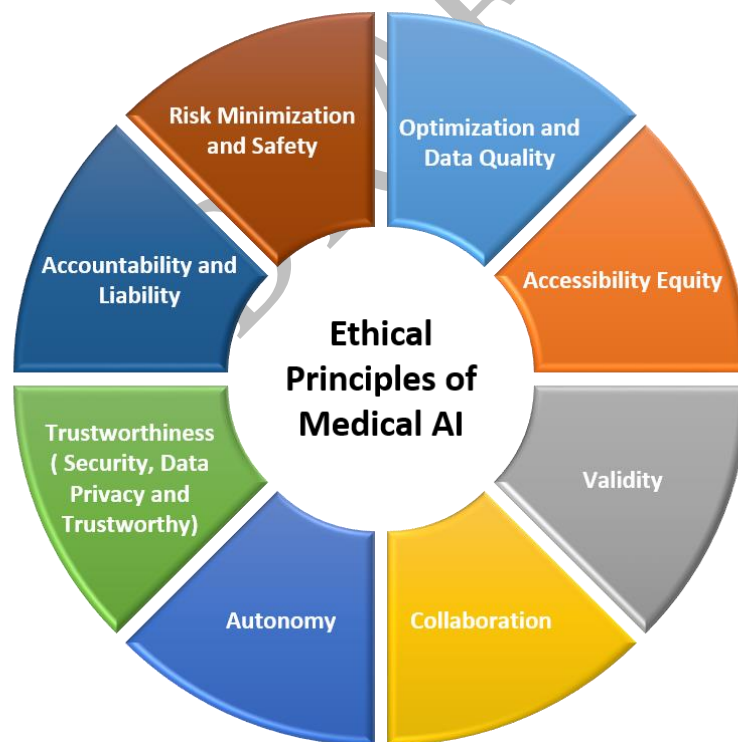 Risk Minimization
and Safety
Optimization and
Data Quality
Accessibility Equity
Validity
Collaboration
Autonomy
Trustworthiness
( Security, Data
Privacy and
Trustworthy)
Accountability and
Liability
Ethical
Principles of
Medical AI